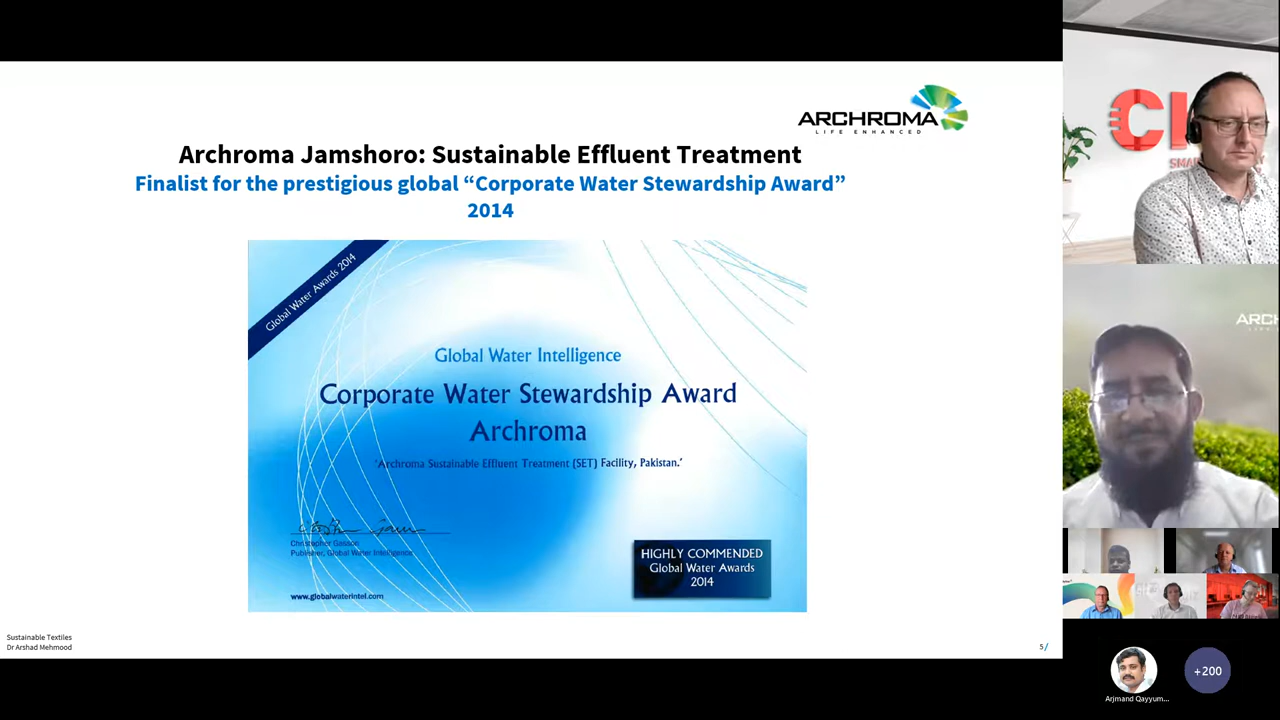 ARCHROMA
LIFE ENHANCED
Archroma Jamshoro: Sustainable Effluent Treatment
Finalist for the prestigious global “Corporate Water Stewardship Award”
2014
Global Water Awards 2014
Global Water Intelligence
Corporate Water Stewardship Award
Archroma
‘Archroma Sustainable Effluent Treatment (SET) Facility, Pakistan.’
Christopher Gasson
Publisher, Global Water Intelligence
HIGHLY COMMENDED
Global Water Awards
2014
www.globalwaterintel.com
Sustainable Textiles
Dr Arshad Mehmood
5/
ARCH
Arjmand Qayyum...
+200